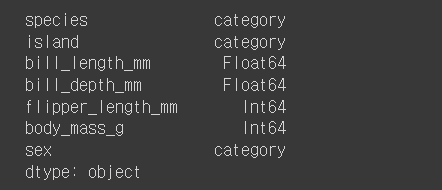 species category
island category
bill_length_mm Float64
bill_depth_mm Float64
flipper_length_mm Int64
body_mass_g Int64
sex category
dtype: object